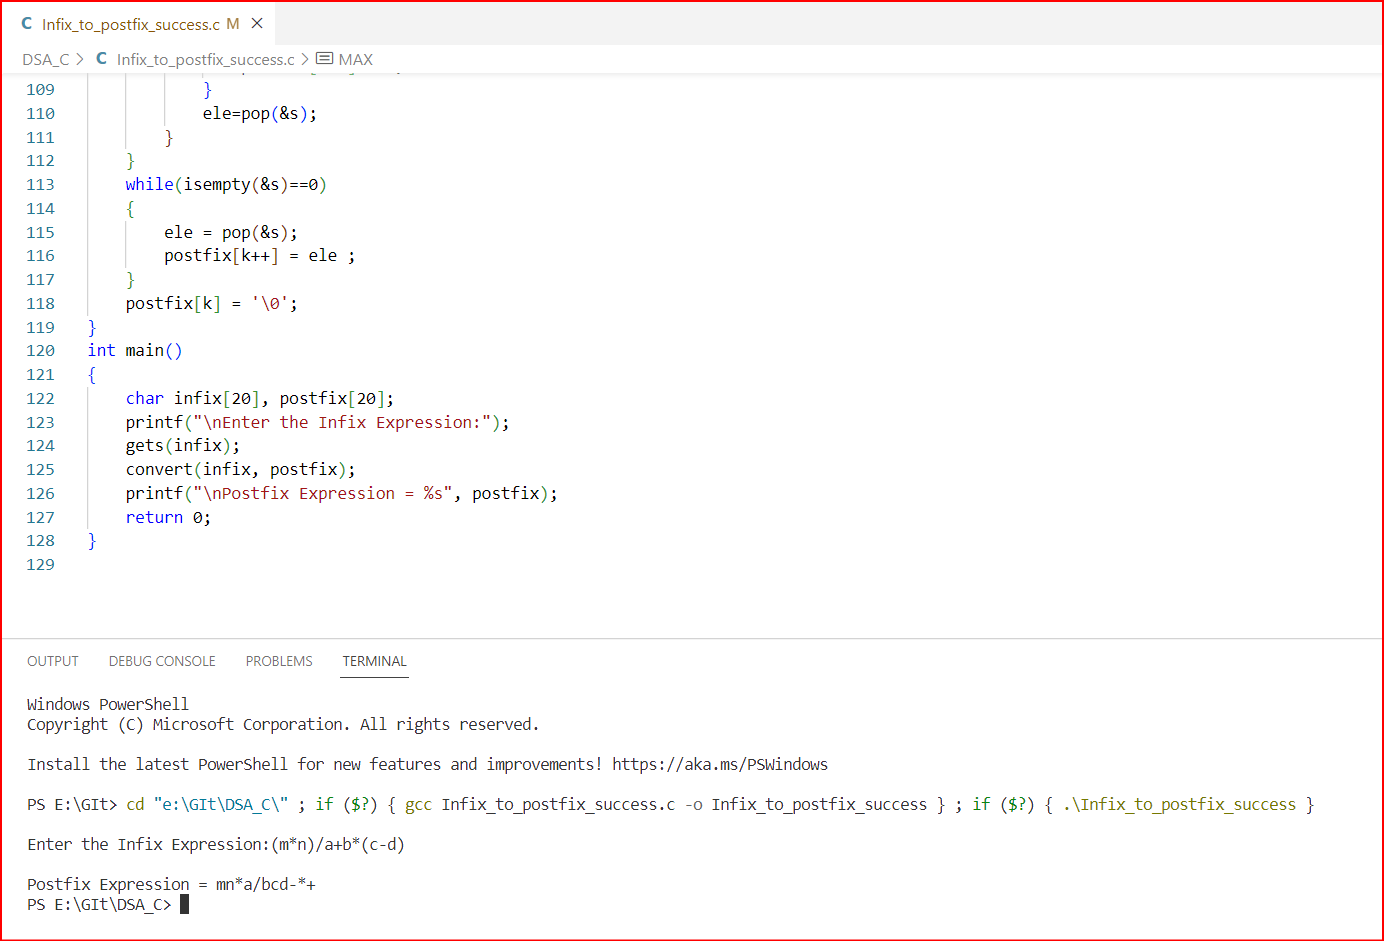 C Infix_to_postfix_success.c M ×
DSA_C > C Infix_to_postfix_success.c > MAX
109 }
110 ele=pop(&s);
111 }
112 }
113 while(isempty(&s)==0)
114 {
115 ele = pop(&s);
116 postfix[k++] = ele ;
117 }
118 postfix[k] = '\0';
119 }
120 int main()
121 {
122 char infix[20], postfix[20];
123 printf("\nEnter the Infix Expression:");
124 gets(infix);
125 convert(infix, postfix);
126 printf("\nPostfix Expression = %s", postfix);
127 return 0;
128 }
129
OUTPUT DEBUG CONSOLE PROBLEMS TERMINAL
Windows PowerShell
Copyright (C) Microsoft Corporation. All rights reserved.
Install the latest PowerShell for new features and improvements! https://aka.ms/PSWindows
PS E:\GIt> cd "e:\GIt\DSA_C\" ; if ($?) { gcc Infix_to_postfix_success.c -o Infix_to_postfix_success } ; if ($?) { .\Infix_to_postfix_success }
Enter the Infix Expression:(m*n)/a+b*(c-d)
Postfix Expression = mn*a/bcd-*+
PS E:\GIt\DSA_C>